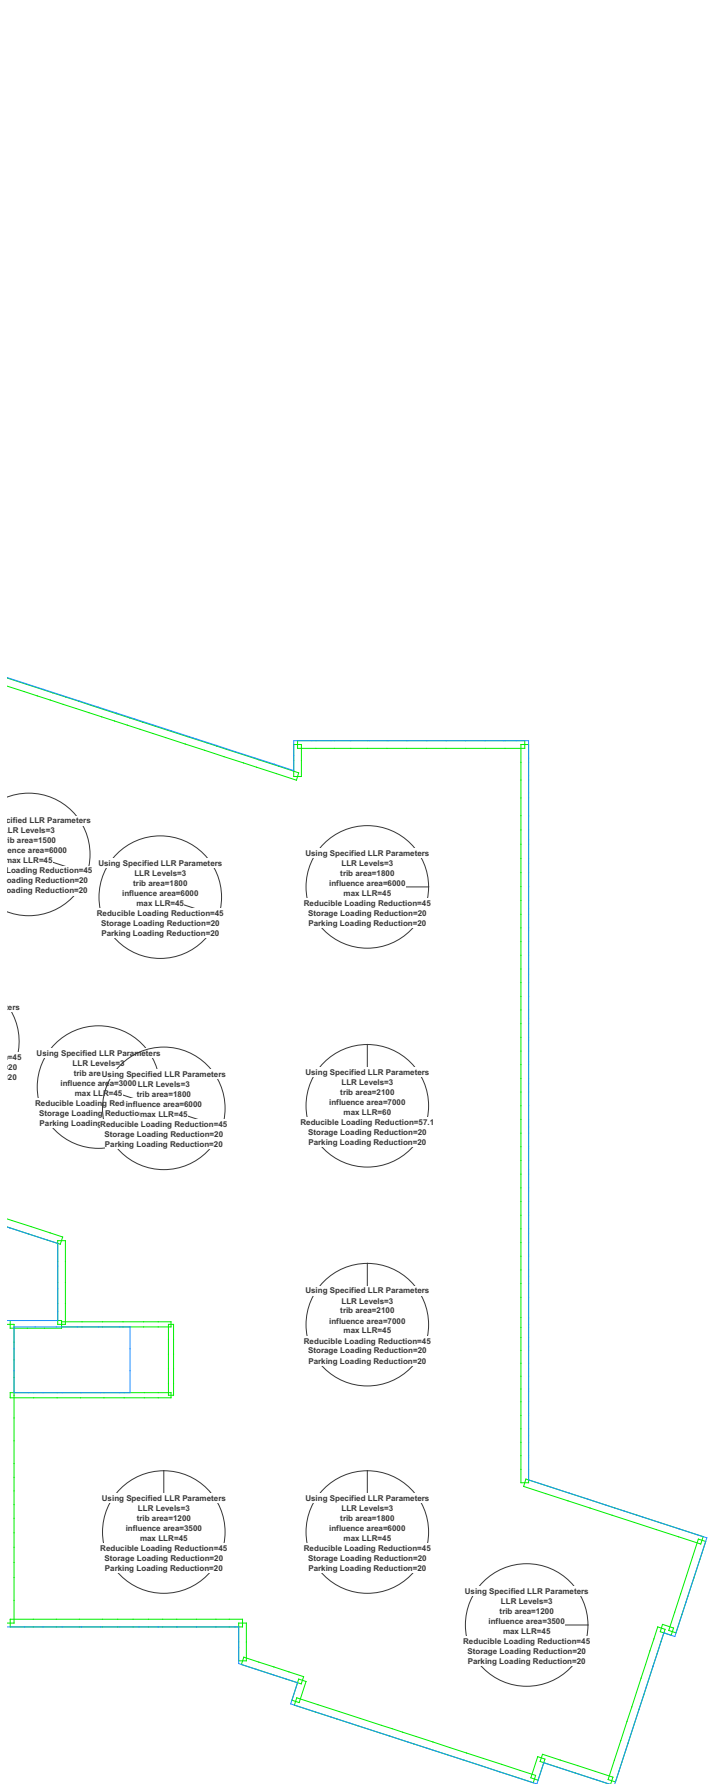 cified LLR Parameters
LLR Levels=3
rib area=1500
ence area=6000
max LLR=45
Loading Reduction=45
oading Reduction=20
oading Reduction=20
Using Specified LLR Parameters
LLR Levels=3
trib area=1800
influence area=6000
max LLR=45
Reducible Loading Reduction=45
Storage Loading Reduction=20
Parking Loading Reduction=20
Using Specified LLR Parameters
LLR Levels=3
trib area=1800
influence area=6000
max LLR=45
Reducible Loading Reduction=45
Storage Loading Reduction=20
Parking Loading Reduction=20
ers
=45
20
20
Using Specified LLR Parameters
LLR Levels=3
trib are
influence area=3000
max LLR=45
Reducible Loading Red
Storage Loading Reductio
Parking Loading
Using Specified LLR Parameters
LLR Levels=3
trib area=1800
influence area=6000
max LLR=45
Reducible Loading Reduction=45
Storage Loading Reduction=20
Parking Loading Reduction=20
Using Specified LLR Parameters
LLR Levels=3
trib area=2100
influence area=7000
max LLR=60
Reducible Loading Reduction=57.1
Storage Loading Reduction=20
Parking Loading Reduction=20
Using Specified LLR Parameters
LLR Levels=3
trib area=2100
influence area=7000
max LLR=45
Reducible Loading Reduction=45
Storage Loading Reduction=20
Parking Loading Reduction=20
Using Specified LLR Parameters
LLR Levels=3
trib area=1200
influence area=3500
max LLR=45
Reducible Loading Reduction=45
Storage Loading Reduction=20
Parking Loading Reduction=20
Using Specified LLR Parameters
LLR Levels=3
trib area=1800
influence area=6000
max LLR=45
Reducible Loading Reduction=45
Storage Loading Reduction=20
Parking Loading Reduction=20
Using Specified LLR Parameters
LLR Levels=3
trib area=1200
influence area=3500
max LLR=45
Reducible Loading Reduction=45
Storage Loading Reduction=20
Parking Loading Reduction=20